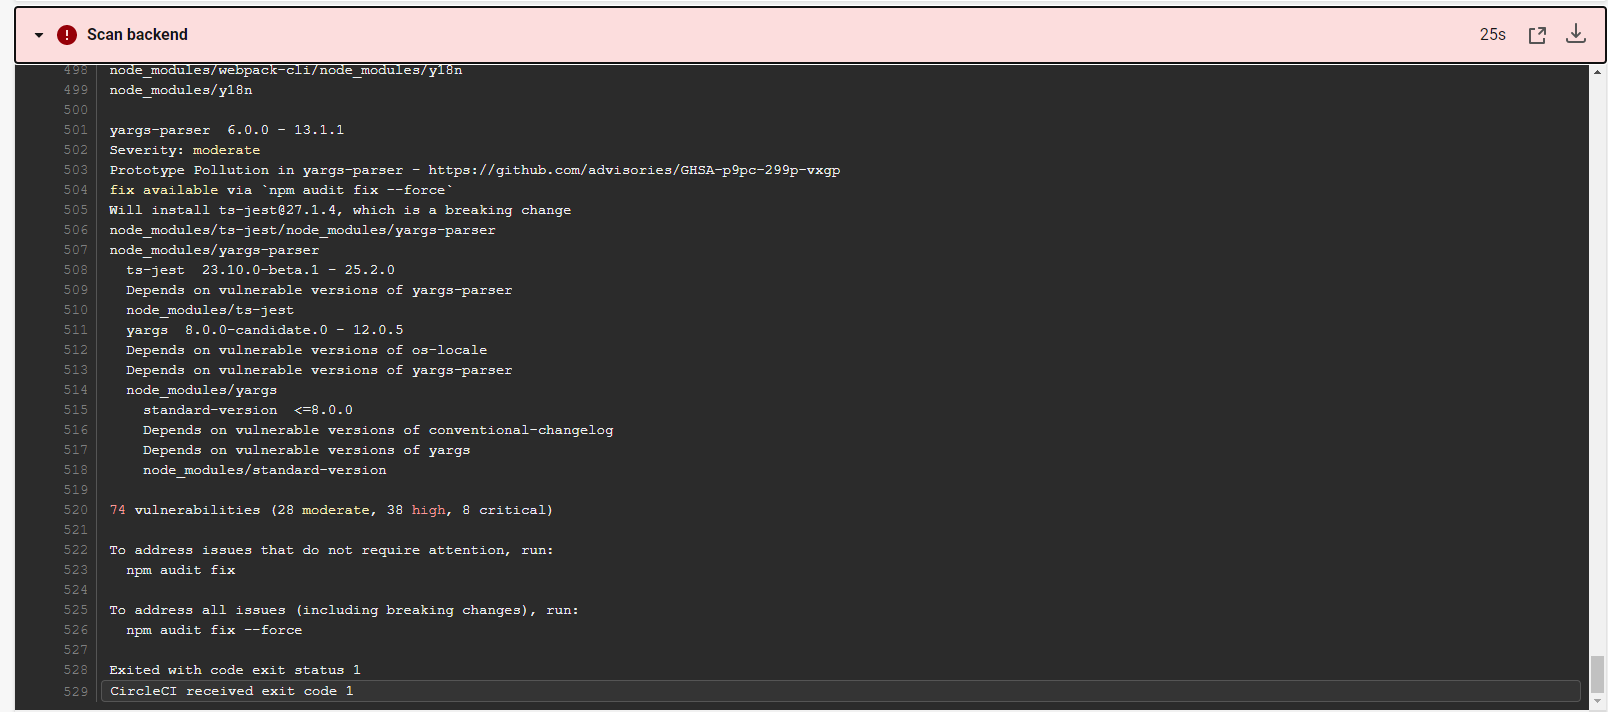 Scan backend
25s
498 node_modules/webpack-cli/node_modules/y18n
499 node_modules/y18n
500
501 yargs-parser  6.0.0 - 13.1.1
502 Severity: moderate
503 Prototype Pollution in yargs-parser - https://github.com/advisories/GHSA-p9pc-299p-vxgp
504 fix available via `npm audit fix --force`
505 Will install ts-jest@27.1.4, which is a breaking change
506 node_modules/ts-jest/node_modules/yargs-parser
507 node_modules/yargs-parser
508   ts-jest  23.10.0-beta.1 - 25.2.0
509   Depends on vulnerable versions of yargs-parser
510   node_modules/ts-jest
511   yargs  8.0.0-candidate.0 - 12.0.5
512   Depends on vulnerable versions of os-locale
513   Depends on vulnerable versions of yargs-parser
514   node_modules/yargs
515     standard-version  <=8.0.0
516     Depends on vulnerable versions of conventional-changelog
517     Depends on vulnerable versions of yargs
518     node_modules/standard-version
519
520 74 vulnerabilities (28 moderate, 38 high, 8 critical)
521
522 To address issues that do not require attention, run:
523   npm audit fix
524
525 To address all issues (including breaking changes), run:
526   npm audit fix --force
527
528 Exited with code exit status 1
529 CircleCI received exit code 1